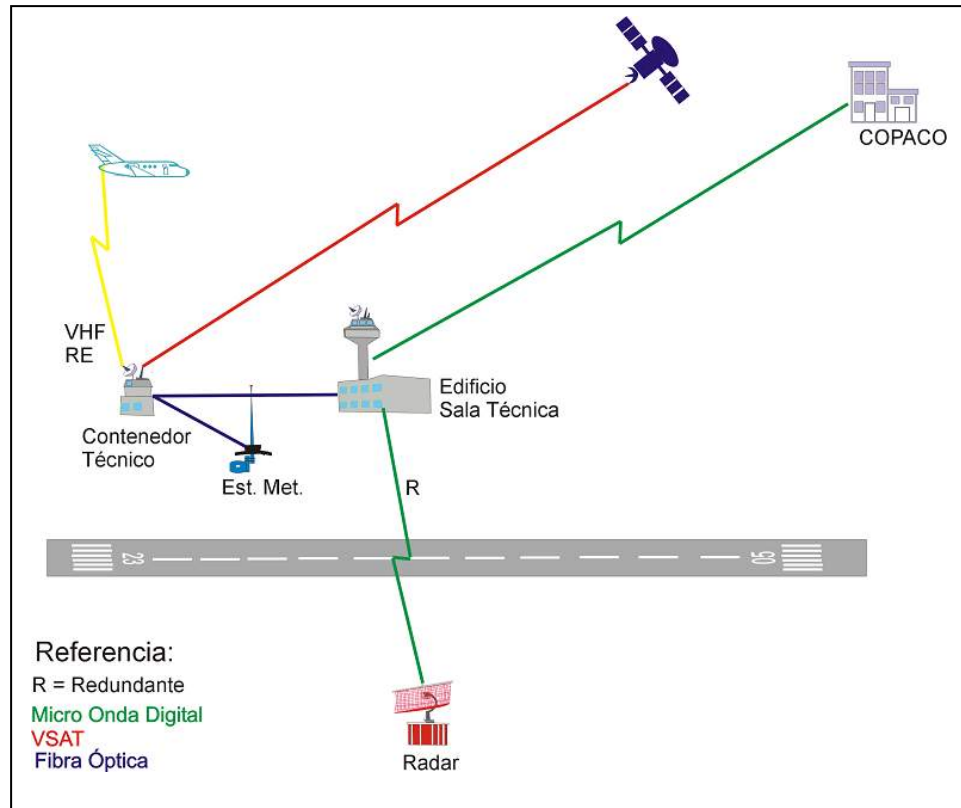 COPACO
VHF
RE
Edificio
Sala Técnica
Contenedor
Técnico
Est. Met.
R
23
05
Referencia:
R = Redundante
Micro Onda Digital
VSAT
Fibra Óptica
Radar